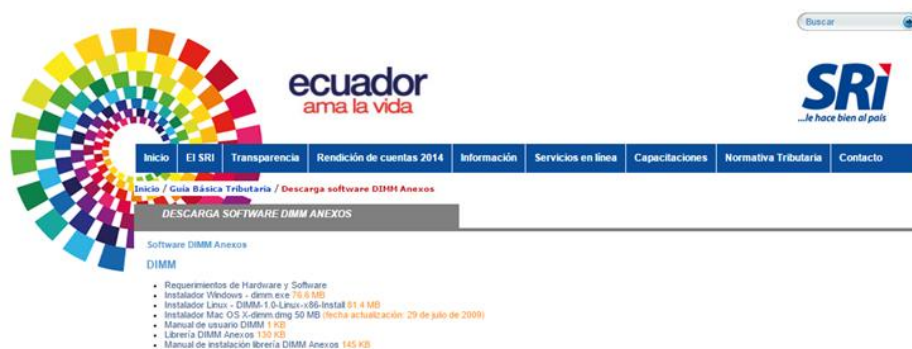 Buscar
ecuador
ama la vida
SRi
...le hace bien al país
Inicio El SRI Transparencia Rendición de cuentas 2014 Información Servicios en línea Capacitaciones Normativa Tributaria Contacto
Inicio / Guía Básica Tributaria / Descarga software DIMM Anexos
DESCARGA SOFTWARE DIMM ANEXOS
Software DIMM Anexos
DIMM
Requerimientos de Hardware y Software
Instalador Windows - dimm.exe 76.6 MB
Instalador Linux - DIMM-1.0-Linux-x86-Install 81.4 MB
Instalador Mac OS X-dimm.dmg 50 MB (fecha actualización: 29 de julio de 2009)
Manual de usuario DIMM 1 KB
Librería DIMM Anexos 130 KB
Manual de instalación librería DIMM Anexos 145 KB